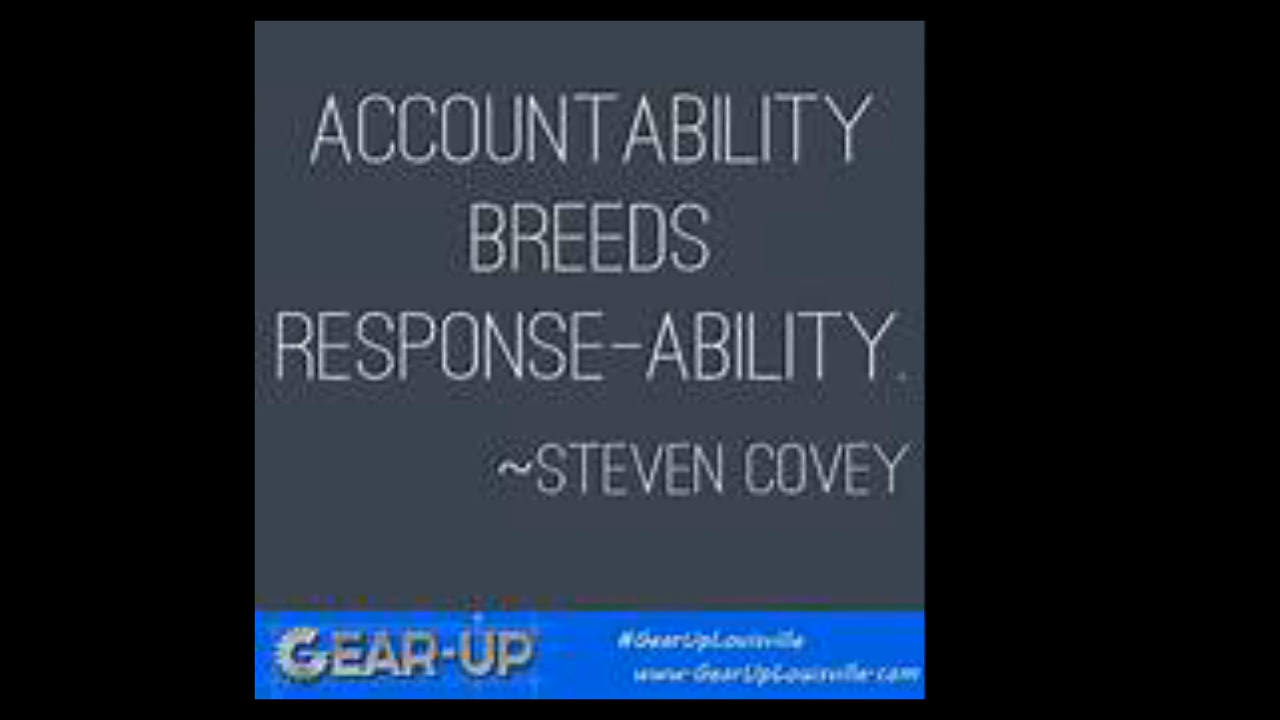 ACCOUNTABILITY
BREEDS
RESPONSE-ABILITY.
~STEVEN COVEY
GEAR-UP
#GearUpLouisville
www.GearUpLouisville.com